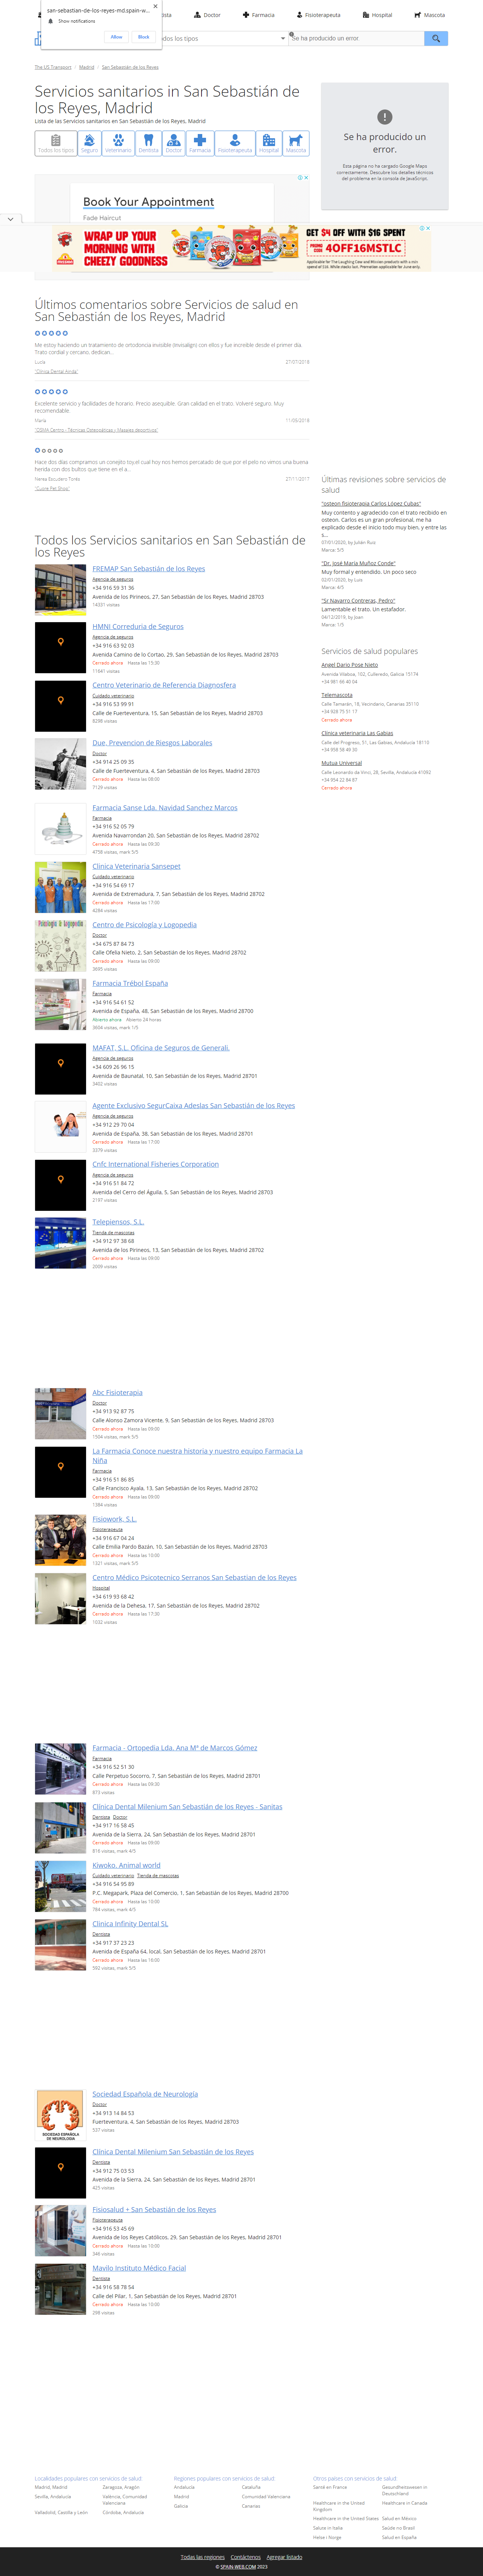 san-sebastian-de-los-reyes-md.spain-w...
Show notifications
Allow
Block
Doctor
Farmacia
Fisioterapeuta
Hospital
Mascota
Se ha producido un error.
The US Transport / Madrid / San Sebastián de los Reyes
Servicios sanitarios in San Sebastián de
los Reyes, Madrid
Lista de las Servicios sanitarios en San Sebastián de los Reyes, Madrid
Todos los tipos
Seguro
Veterinario
Dentista
Doctor
Farmacia
Fisioterapeuta
Hospital
Mascota
Se ha producido un
error.
Esta página no ha cargado Google Maps
correctamente. Descubre los detalles técnicos del
problema en la consola de JavaScript.
Book Your Appointment
Fade Haircut
WRAP UP YOUR
MORNING WITH
CHEEZY GOODNESS
GET $4 OFF WITH $16 SPENT
ON THESE TASTY ITEMS
4OFF16MSTLC
Últimos comentarios sobre Servicios de salud en
San Sebastián de los Reyes, Madrid
Me estoy haciendo un tratamiento de ortodoncia invisible (Invisalign) con ellos y fue increíble desde el primer día.
Trato cordial y cercano, dedican...
Lucía
27/07/2018
"Clínica Dental Airida"
Excelente servicio y facilidades de horario. Precio asequible. Gran calidad en el trato. Volveré seguro. Muy
recomendable.
María
11/05/2018
"OSMA Centro - Técnicas Osteopáticas y Masajes deportivos"
Hace dos días compramos un conejito toy,el cual hoy nos hemos percatado de que por el pelo no vemos una buena
herida con dos bultos que tiene en el a...
Nerea Escudero Torés
27/11/2017
"Cuore Pet Shop"
Últimas revisiones sobre servicios de
salud
"osteon fisioterapia Carlos López Cubas"
Muy contento y agradecido con el trato recibido en
osteon. Carlos es un gran profesional, me ha
explicado desde el inicio todo muy bien, y entre las
s...
07/01/2020, by Julián Ruiz
Marca: 5/5
"Dr. José María Muñoz Conde"
Muy formal y entendido. Un poco seco
02/01/2020, by Luis
Marca: 4/5
"Sr Navarro Contreras, Pedro"
Lamentable el trato. Un estafador.
04/12/2019, by Joan
Marca: 1/5
Servicios de salud populares
Angel Dario Pose Nieto
Avenida Vilaboa, 102, Culleredo, Galicia 15174
+34 981 66 40 04
Telemascota
Calle Tamarán, 18, Vecindario, Canarias 35110
+34 928 75 51 17
Cerrado ahora
Clínica veterinaria Las Gabias
Calle del Progreso, 51, Las Gabias, Andalucía 18110
+34 958 58 49 30
Mutua Universal
Calle Leonardo da Vinci, 2B, Seville, Andalucía 41092
+34 954 22 94 87
Cerrado ahora
Todos los Servicios sanitarios en San Sebastián de
los Reyes
FREMAP San Sebastián de los Reyes
Agencia de seguros
+34 916 59 31 36
Avenida de los Pirineos, 27, San Sebastián de los Reyes, Madrid 28703
14331 visitas
HMNI Correduria de Seguros
Agencia de seguros
+34 916 63 92 03
Avenida Camino de lo Cortao, 29, San Sebastián de los Reyes, Madrid 28703
Cerrado ahora Hasta las 15:30
11641 visitas
Centro Veterinario de Referencia Diagnosfera
Cuidado veterinario
+34 916 53 99 91
Calle de Fuerteventura, 15, San Sebastián de los Reyes, Madrid 28703
8298 visitas
Due, Prevencion de Riesgos Laborales
Doctor
+34 914 25 09 35
Calle de Fuerteventura, 4, San Sebastián de los Reyes, Madrid 28703
Cerrado ahora Hasta las 08:00
7129 visitas
Farmacia Sanse Lda. Navidad Sanchez Marcos
Farmacia
+34 916 52 05 79
Avenida Navarrondan 20, San Sebastián de los Reyes, Madrid 28702
Cerrado ahora Hasta las 09:30
4758 visitas, mark 5/5
Clinica Veterinaria Sansepet
Cuidado veterinario
+34 916 54 69 17
Avenida de Extremadura, 7, San Sebastián de los Reyes, Madrid 28702
Cerrado ahora Hasta las 17:00
4284 visitas
Centro de Psicología y Logopedia
Doctor
+34 675 87 84 73
Calle Ofelia Nieto, 2, San Sebastián de los Reyes, Madrid 28702
Cerrado ahora Hasta las 09:00
3695 visitas
Farmacia Trébol España
Farmacia
+34 916 54 61 52
Avenida de España, 48, San Sebastián de los Reyes, Madrid 28700
Abierto ahora Abierto 24 horas
3604 visitas, mark 1/5
MAFAT, S.L. Oficina de Seguros de Generali.
Agencia de seguros
+34 609 26 96 15
Avenida de Baunatal, 10, San Sebastián de los Reyes, Madrid 28701
3402 visitas
Agente Exclusivo SegurCaixa Adeslas San Sebastián de los Reyes
Agencia de seguros
+34 912 29 70 04
Avenida de España, 38, San Sebastián de los Reyes, Madrid 28701
Cerrado ahora Hasta las 17:00
3379 visitas
Cnfc International Fisheries Corporation
Agencia de seguros
+34 916 51 84 72
Avenida del Cerro del Águila, 5, San Sebastián de los Reyes, Madrid 28703
2197 visitas
Telepiensos, S.L.
Tienda de mascotas
+34 912 97 38 68
Avenida de los Pirineos, 13, San Sebastián de los Reyes, Madrid 28702
Cerrado ahora Hasta las 09:00
2009 visitas
Abc Fisioterapia
Doctor
+34 913 92 87 75
Calle Alonso Zamora Vicente, 9, San Sebastián de los Reyes, Madrid 28703
Cerrado ahora Hasta las 09:00
1504 visitas, mark 5/5
La Farmacia Conoce nuestra historia y nuestro equipo Farmacia La
Niña
Farmacia
+34 916 51 86 85
Calle Francisco Ayala, 13, San Sebastián de los Reyes, Madrid 28702
Cerrado ahora Hasta las 09:00
1384 visitas
Fisiowork, S.L.
Fisioterapeuta
+34 916 67 04 24
Calle Emilia Pardo Bazán, 10, San Sebastián de los Reyes, Madrid 28703
Cerrado ahora Hasta las 10:00
1321 visitas, mark 5/5
Centro Médico Psicotecnico Serranos San Sebastian de los Reyes
Hospital
+34 619 93 68 42
Avenida de la Dehesa, 17, San Sebastián de los Reyes, Madrid 28702
Cerrado ahora Hasta las 17:30
1032 visitas
Farmacia - Ortopedia Lda. Ana Mª de Marcos Gómez
Farmacia
+34 916 52 51 30
Calle Perpetuo Socorro, 7, San Sebastián de los Reyes, Madrid 28701
Cerrado ahora Hasta las 09:30
873 visitas
Clínica Dental Milenium San Sebastián de los Reyes - Sanitas
Dentista Doctor
+34 917 16 58 45
Avenida de la Sierra, 24, San Sebastián de los Reyes, Madrid 28701
Cerrado ahora Hasta las 09:00
816 visitas, mark 4/5
Kiwoko. Animal world
Cuidado veterinario Tienda de mascotas
+34 916 54 95 89
P.C. Megapark, Plaza del Comercio, 1, San Sebastián de los Reyes, Madrid 28700
Cerrado ahora Hasta las 10:00
784 visitas, mark 4/5
Clinica Infinity Dental SL
Dentista
+34 917 37 23 23
Avenida de España 64, local, San Sebastián de los Reyes, Madrid 28701
Cerrado ahora Hasta las 16:00
592 visitas, mark 5/5
Sociedad Española de Neurología
Doctor
+34 913 14 84 53
Fuerteventura, 4, San Sebastián de los Reyes, Madrid 28703
537 visitas
SOCIEDAD ESPAÑOLA
DE NEUROLOGÍA
Clínica Dental Milenium San Sebastián de los Reyes
Dentista
+34 912 75 03 53
Avenida de la Sierra, 24, San Sebastián de los Reyes, Madrid 28701
425 visitas
Fisiosalud + San Sebastián de los Reyes
Fisioterapeuta
+34 916 53 45 69
Avenida de los Reyes Católicos, 29, San Sebastián de los Reyes, Madrid 28701
Cerrado ahora Hasta las 10:00
346 visitas
Mavilo Instituto Médico Facial
Dentista
+34 916 58 78 54
Calle del Pilar, 1, San Sebastián de los Reyes, Madrid 28701
Cerrado ahora Hasta las 10:00
298 visitas
Localidades populares con servicios de salud:
Madrid, Madrid
Zaragoza, Aragón
Sevilla, Andalucía
València, Comunidad
Valenciana
Valladolid, Castilla y León
Córdoba, Andalucía
Regiones populares con servicios de salud:
Andalucía
Cataluña
Madrid
Comunidad Valenciana
Galicia
Canarias
Otros países con servicios de salud:
Santé en France
Gesundheitswesen in
Deutschland
Healthcare in the United
Kingdom
Healthcare in Canada
Healthcare in the United States
Salud en México
Salute in Italia
Saúde no Brasil
Helse i Norge
Salud en España
Todas las regiones
Contáctenos
Agregar listado
© SPAIN-WEB.COM 2023